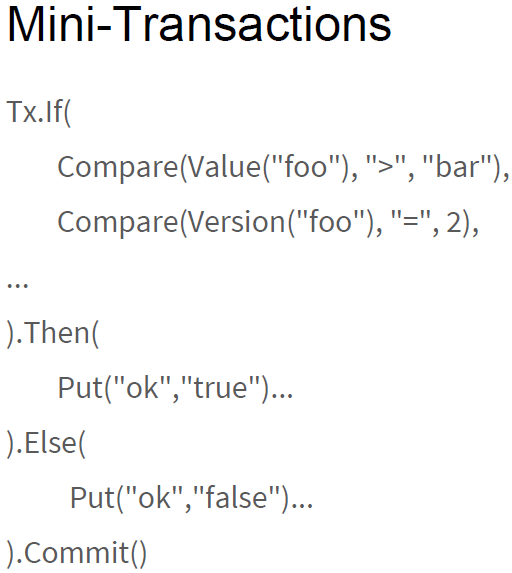 Mini-Transactions
Tx.If(
Compare(Value("foo"), ">", "bar"),
Compare(Version("foo"), "=", 2),
...
).Then(
Put("ok","true")...
).Else(
Put("ok","false")...
).Commit()